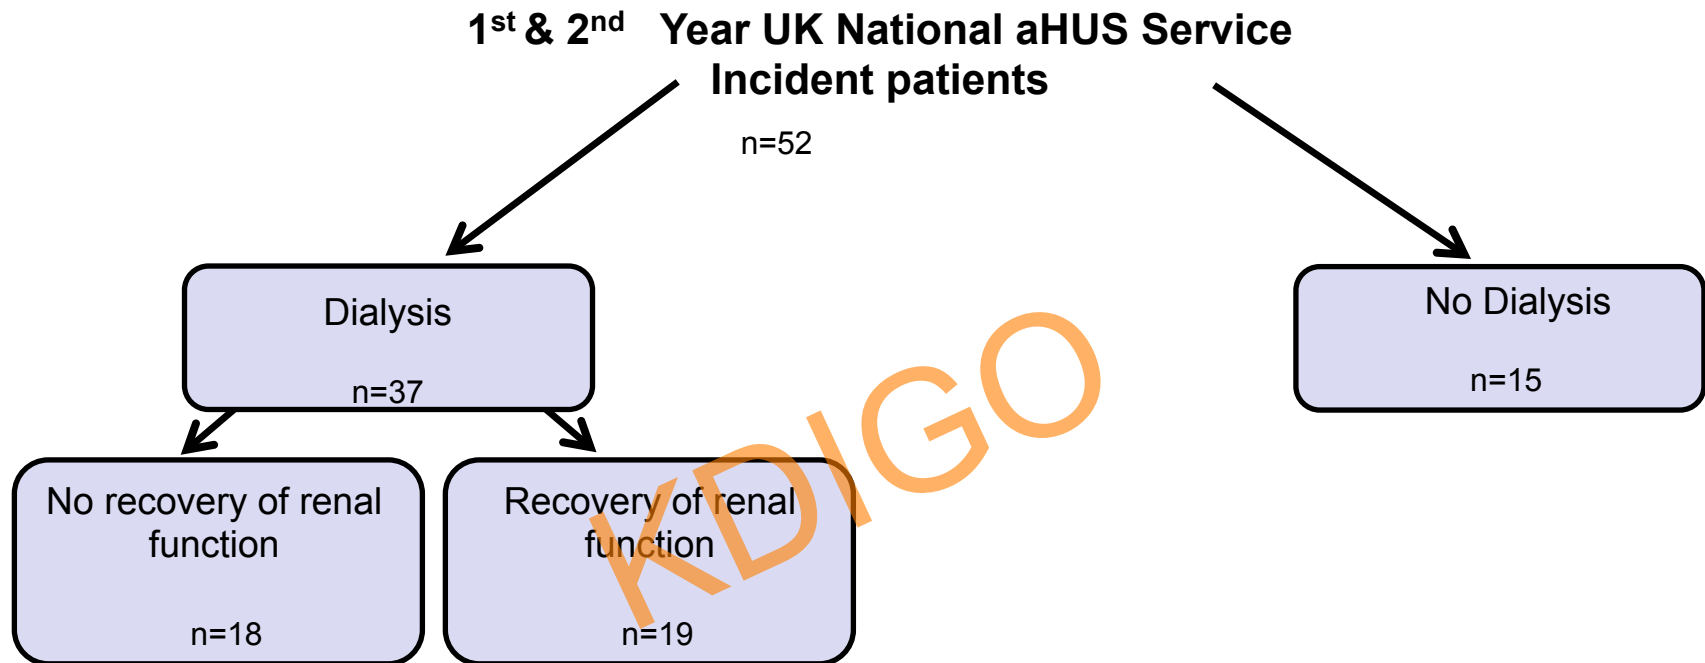 1st & 2nd Year UK National aHUS Service
Incident patients
n=52
Dialysis
n=37
No Dialysis
n=15
No recovery of renal
function
n=18
Recovery of renal
function
n=19
KDIGO